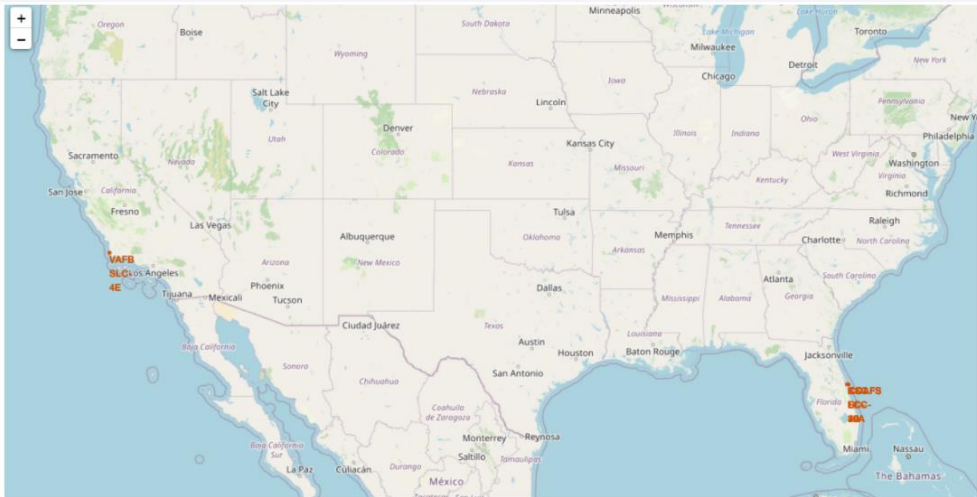 +
−
Oregon
Boise
South Dakota
Minneapolis
Wisconsin
Lake Huron
Toronto
Wyoming
Lake Michigan
Milwaukee
Detroit
New York
Chicago
Salt Lake
City
Nebraska
Iowa
Lincoln
Pennsylvania
New Y
Utah
Denver
Colorado
Illinois
Indiana
Ohio
Philadelphia
Sacramento
Nevada
Kansas
Kansas City
Missouri
West Virginia
Washington
San Jose
California
Kentucky
Virginia
Richmond
Fresno
Las Vegas
Tulsa
Raleigh
Albuquerque
Oklahoma
Memphis
Tennessee
Charlotte
North Carolina
VAFB
SLC-
4E
Los Angeles
Arizona
New Mexico
Arkansas
South Carolina
Atlanta
Phoenix
Tijuana
Mexicali
Tucson
Dallas
Mississippi
Alabama
Georgia
Ciudad Juárez
Texas
Louisiana
Baja California
Sonora
Austin
Houston
Baton Rouge
Jacksonville
Chihuahua
San Antonio
Florida
Coahuila
de Zaragoza
Baja California
Sur
Monterrey
Reynosa
Saltillo
Tamaulipas
Miami
Nassau
La Paz
Culiacán
Durango
México
The Bahamas